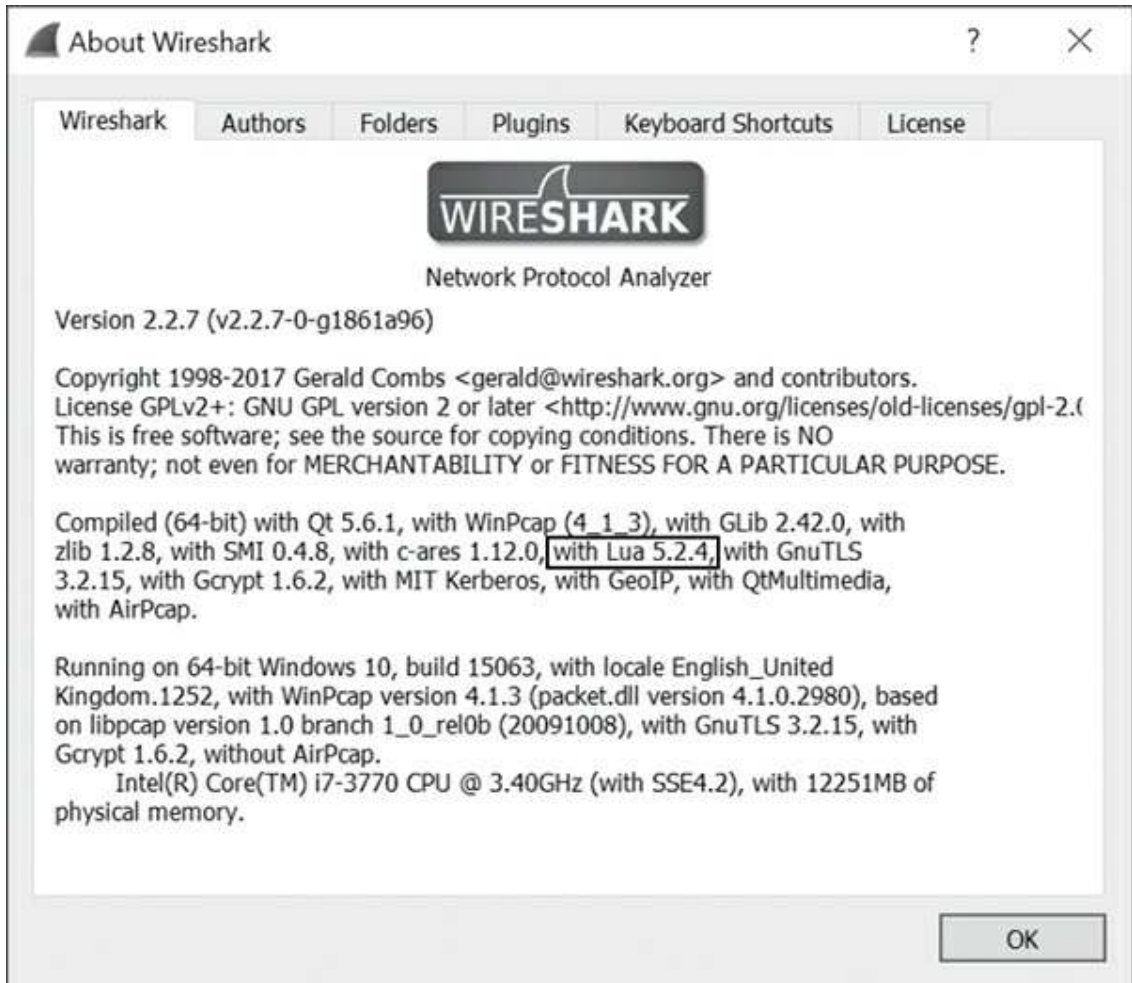 About Wireshark
?
Wireshark
Authors
Folders
Plugins
Keyboard Shortcuts
License
WIRESHARK
Network Protocol Analyzer
Version 2.2.7 (v2.2.7-0-g1861a96)
Copyright 1998-2017 Gerald Combs <gerald@wireshark.org> and contributors.
License GPLv2+: GNU GPL version 2 or later <http://www.gnu.org/licenses/old-licenses/gpl-2.
This is free software; see the source for copying conditions. There is NO
warranty; not even for MERCHANTABILITY or FITNESS FOR A PARTICULAR PURPOSE.
Compiled (64-bit) with Qt 5.6.1, with WinPcap (4_1_3), with GLib 2.42.0, with
zlib 1.2.8, with SMI 0.4.8, with c-ares 1.12.0, with Lua 5.2.4, with GnuTLS
3.2.15, with Gcrypt 1.6.2, with MIT Kerberos, with GeoIP, with QtMultimedia,
with AirPcap.
Running on 64-bit Windows 10, build 15063, with locale English_United
Kingdom.1252, with WinPcap version 4.1.3 (packet.dll version 4.1.0.2980), based
on libpcap version 1.0 branch 1_0_rel0b (20091008), with GnuTLS 3.2.15, with
Gcrypt 1.6.2, without AirPcap.
Intel(R) Core(TM) i7-3770 CPU @ 3.40GHz (with SSE4.2), with 12251MB of
physical memory.
OK